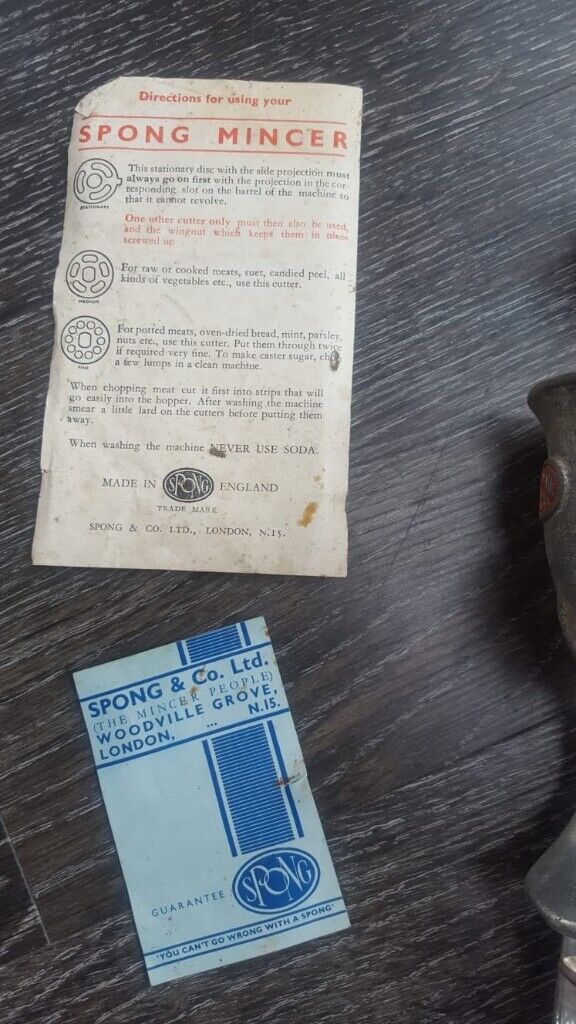 Directions for using your
SPONG MINCER
This stationary disc with the side projection must
always go on first with the projection in the cor-
responding slot on the barrel of the machine so
that it cannot revolve.
STATIONARY
One other cutter only must then also be used,
and the wingnut which keeps them in place
screwed up
For raw or cooked meats, suet, candied peel, all
kinds of vegetables etc., use this cutter.
MEDIUM
For potted meats, oven-dried bread, mint, parsley,
nuts etc., use this cutter. Put them through twice
if required very fine. To make caster sugar,
a few lumps in a clean machine.
FINE
When chopping meat cut it first into strips that will
go easily into the hopper. After washing the machine
smear a little lard on the cutters before putting them
away.
When washing the machine NEVER USE SODA.
MADE IN SPONG ENGLAND
TRADE MARK
SPONG & CO. LTD., LONDON, N.15.
SPONG & Co. Ltd.
(THE MINCER PEOPLE)
WOODVILLE GROVE,
LONDON, ... N.15.
GUARANTEE SPONG
"YOU CAN'T GO WRONG WITH A SPONG"